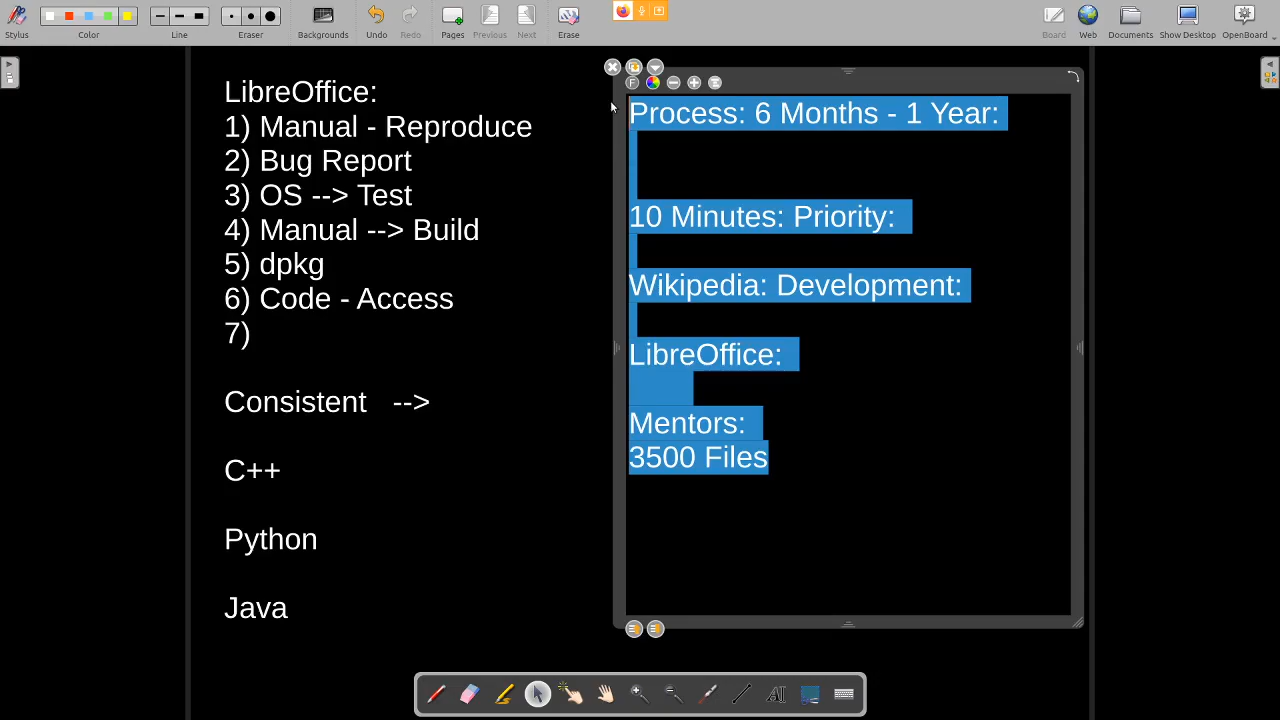 Stylus
Color
Line
Eraser
Backgrounds
Undo
Redo
Pages
Previous
Next
Erase
Board
Web
Documents
Show Desktop
OpenBoard
LibreOffice:
1) Manual - Reproduce
2) Bug Report
3) OS --> Test
4) Manual --> Build
5) dpkg
6) Code - Access
7)
Consistent -->
C++
Python
Java
F
Process: 6 Months - 1 Year:
10 Minutes: Priority:
Wikipedia: Development:
LibreOffice:
Mentors:
3500 Files
AI